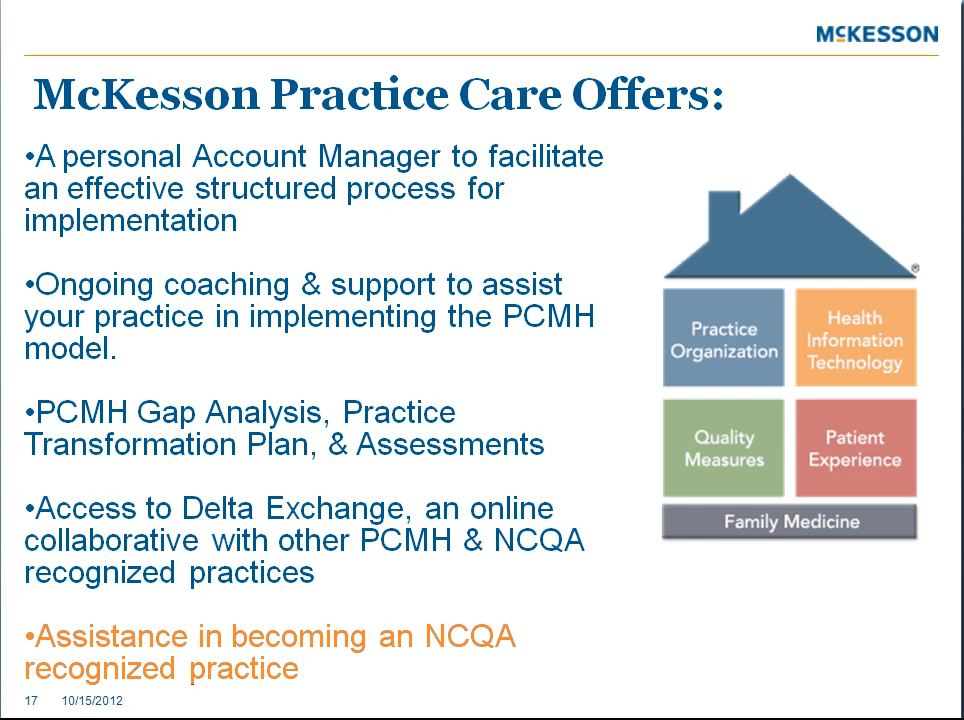 McKESSON
McKesson Practice Care Offers:
•A personal Account Manager to facilitate
an effective structured process for
implementation
•Ongoing coaching & support to assist
your practice in implementing the PCMH
model.
•PCMH Gap Analysis, Practice
Transformation Plan, & Assessments
•Access to Delta Exchange, an online
collaborative with other PCMH & NCQA
recognized practices
•Assistance in becoming an NCQA
recognized practice
®
Practice
Organization
Health
Information
Technology
Quality
Measures
Patient
Experience
Family Medicine
17 10/15/2012